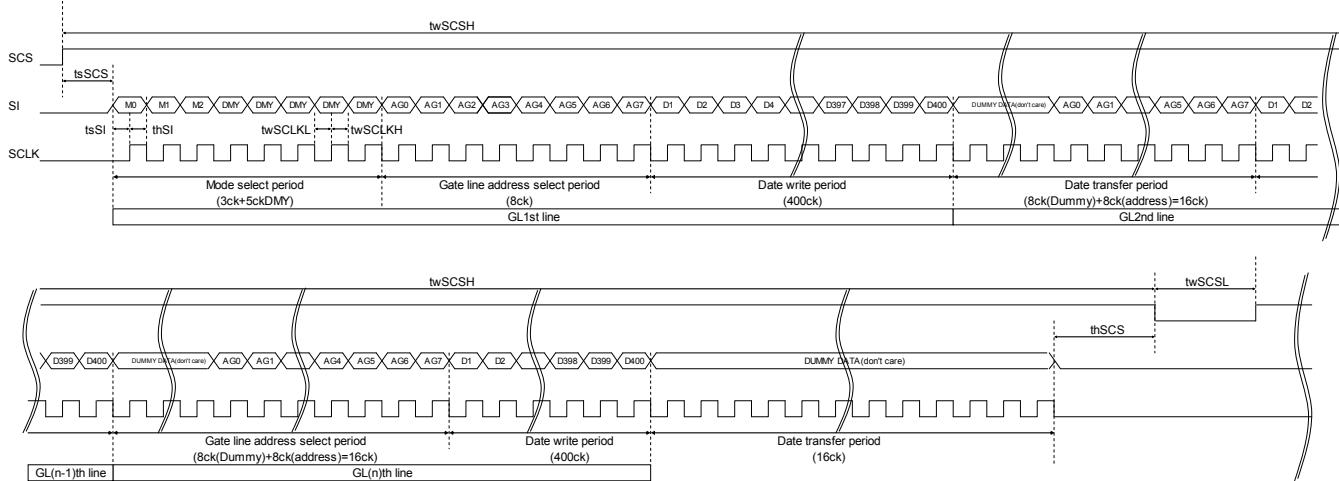 twSCSH
SCS
tsSCS
SI M0 M1 M2 DMY DMY DMY DMY DMY AG0 AG1 AG2 AG3 AG4 AG5 AG6 AG7 D1 D2 D3 D4 D397 D398 D399 D400 DUMMY DATA(don't care) AG0 AG1 AG5 AG6 AG7 D1 D2
tsSI thSI twSCLKL twSCLKH
SCLK
Mode select period Gate line address select period Date write period Date transfer period
(3ck+5ckDMY) (8ck) (400ck) (8ck(Dummy)+8ck(address)=16ck)
GL1st line GL2nd line
twSCSH twSCSL
thSCS
D399 D400 DUMMY DATA(don't care) AG0 AG1 AG4 AG5 AG6 AG7 D1 D2 D398 D399 D400 DUMMY DATA(don't care)
Gate line address select period Date write period Date transfer period
(8ck(Dummy)+8ck(address)=16ck) (400ck) (16ck)
GL(n-1)th line GL(n)th line